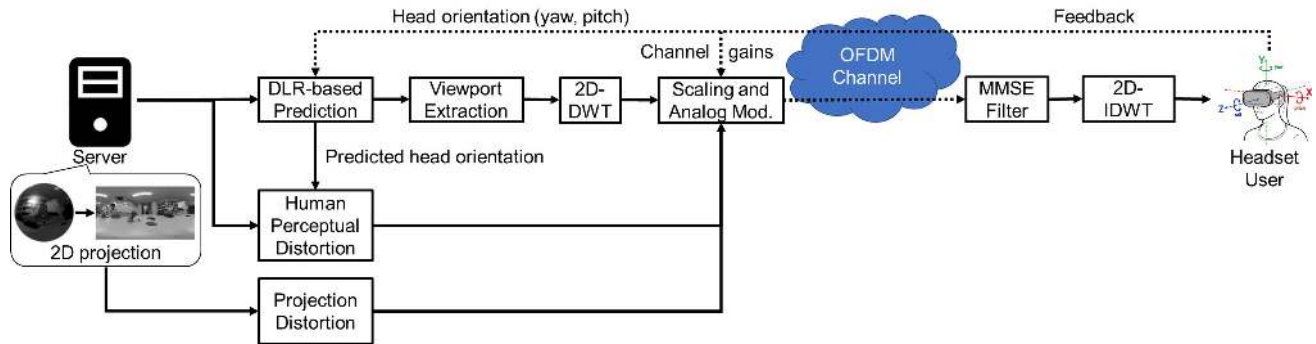 Head orientation (yaw, pitch)
Feedback
Channel gains
OFDM
Channel
DLR-based
Prediction
Viewport
Extraction
2D-
DWT
Scaling and
Analog Mod.
MMSE
Filter
2D-
IDWT
Y
X
Z
Headset
User
Server
Predicted head orientation
2D projection
Human
Perceptual
Distortion
Projection
Distortion